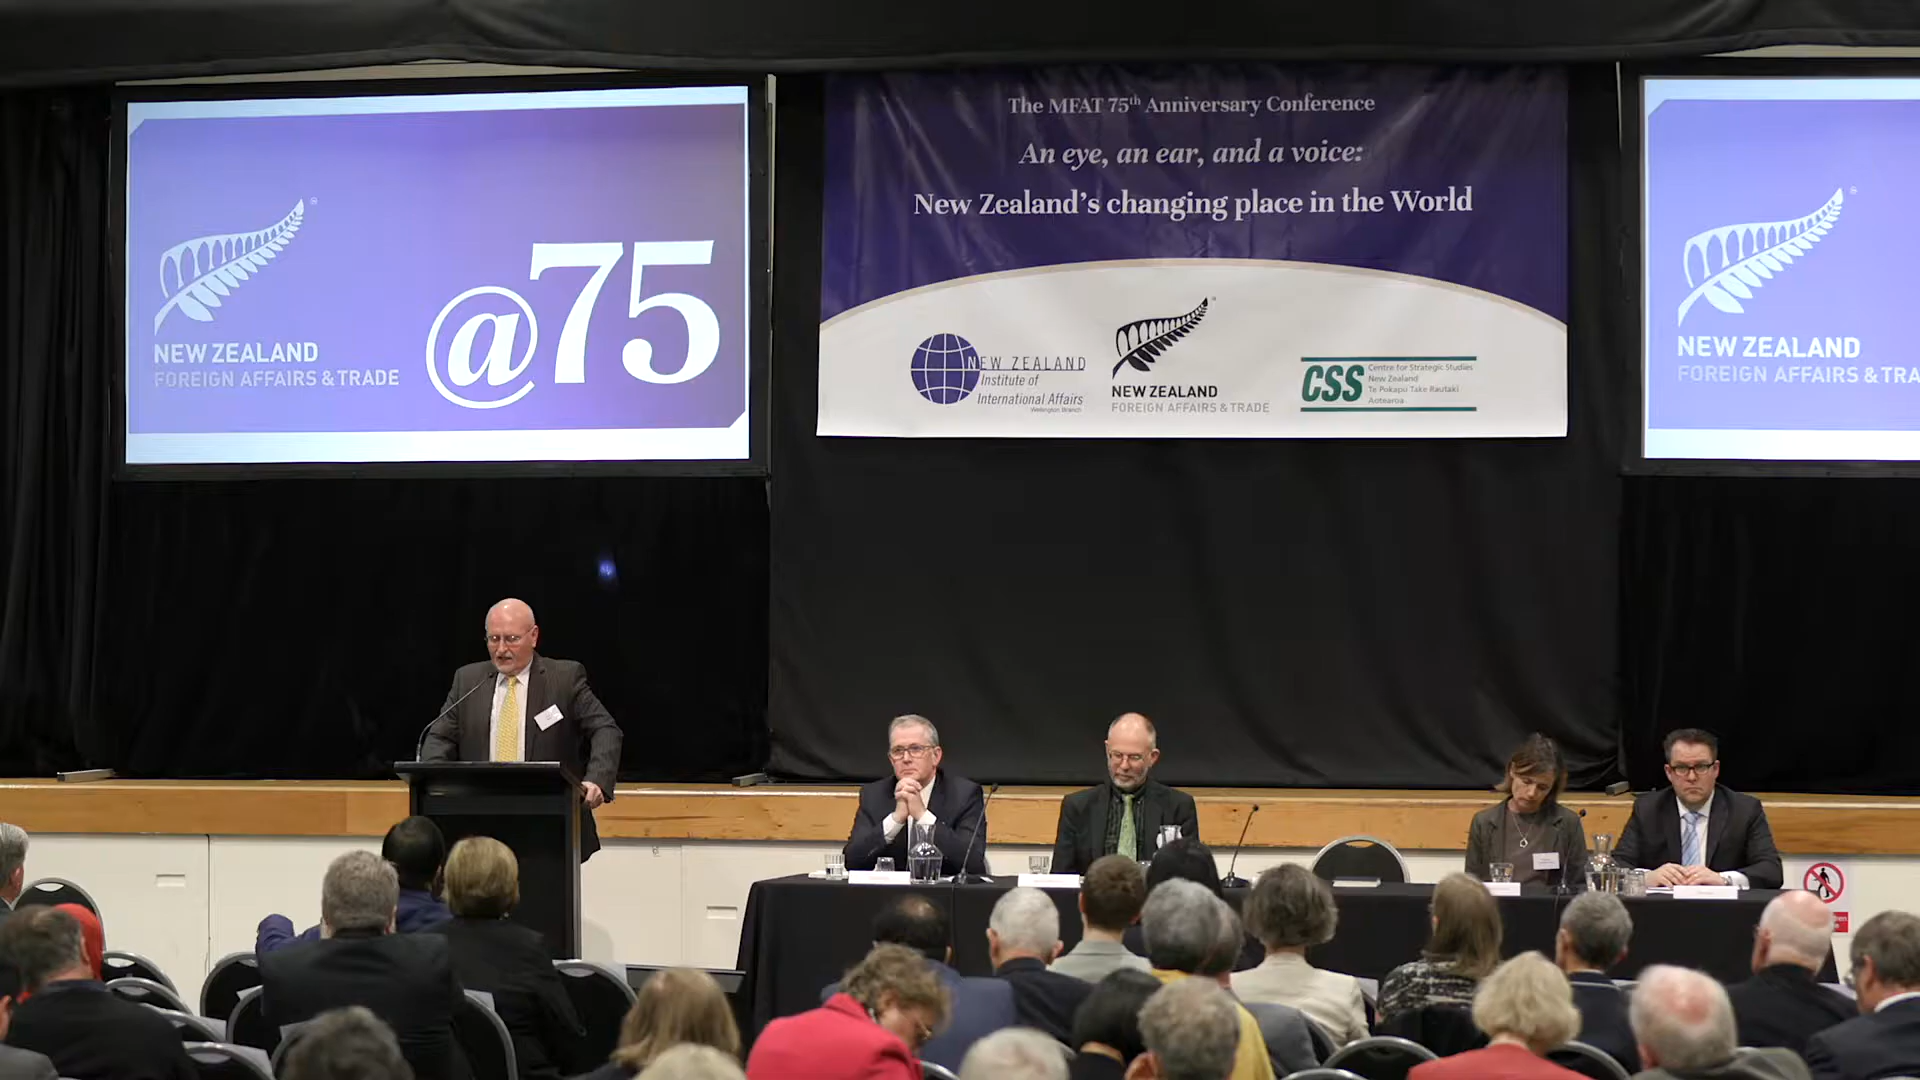 NEW ZEALAND
FOREIGN AFFAIRS & TRADE
@75
The MFAT 75th Anniversary Conference
An eye, an ear, and a voice:
New Zealand's changing place in the World
NEW ZEALAND
Institute of
International Affairs
Wellington Branch
NEW ZEALAND
FOREIGN AFFAIRS & TRADE
CSS
Centre for Strategic Studies
New Zealand
Te Pokapū Take Rautaki
Aotearoa
NEW ZEALAND
FOREIGN AFFAIRS & TRA